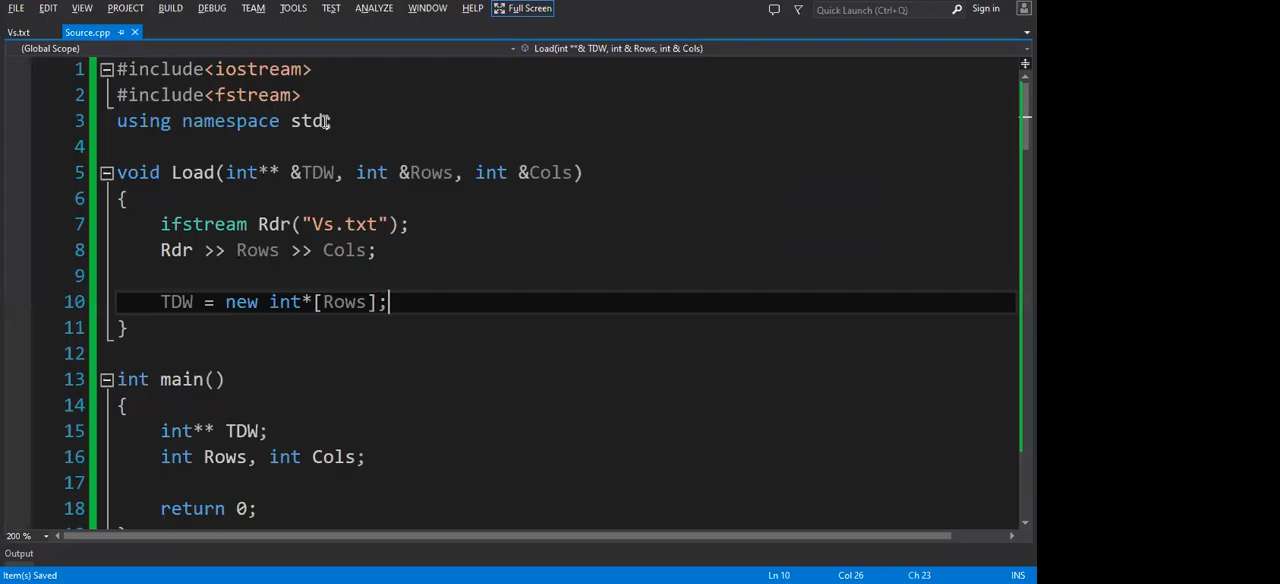 FILE EDIT VIEW PROJECT BUILD DEBUG TEAM TOOLS TEST ANALYZE WINDOW HELP Full Screen Quick Launch (Ctrl+Q) Sign in
Vs.txt Source.cpp
(Global Scope) Load(int **& TDW, int & Rows, int & Cols)
1 #include<iostream>
2 #include<fstream>
3 using namespace std;
4
5 void Load(int** &TDW, int &Rows, int &Cols)
6 {
7 ifstream Rdr("Vs.txt");
8 Rdr >> Rows >> Cols;
9
10 TDW = new int*[Rows];
11 }
12
13 int main()
14 {
15 int** TDW;
16 int Rows, int Cols;
17
18 return 0;
200 %
Output
Item(s) Saved Ln 10 Col 26 Ch 23 INS